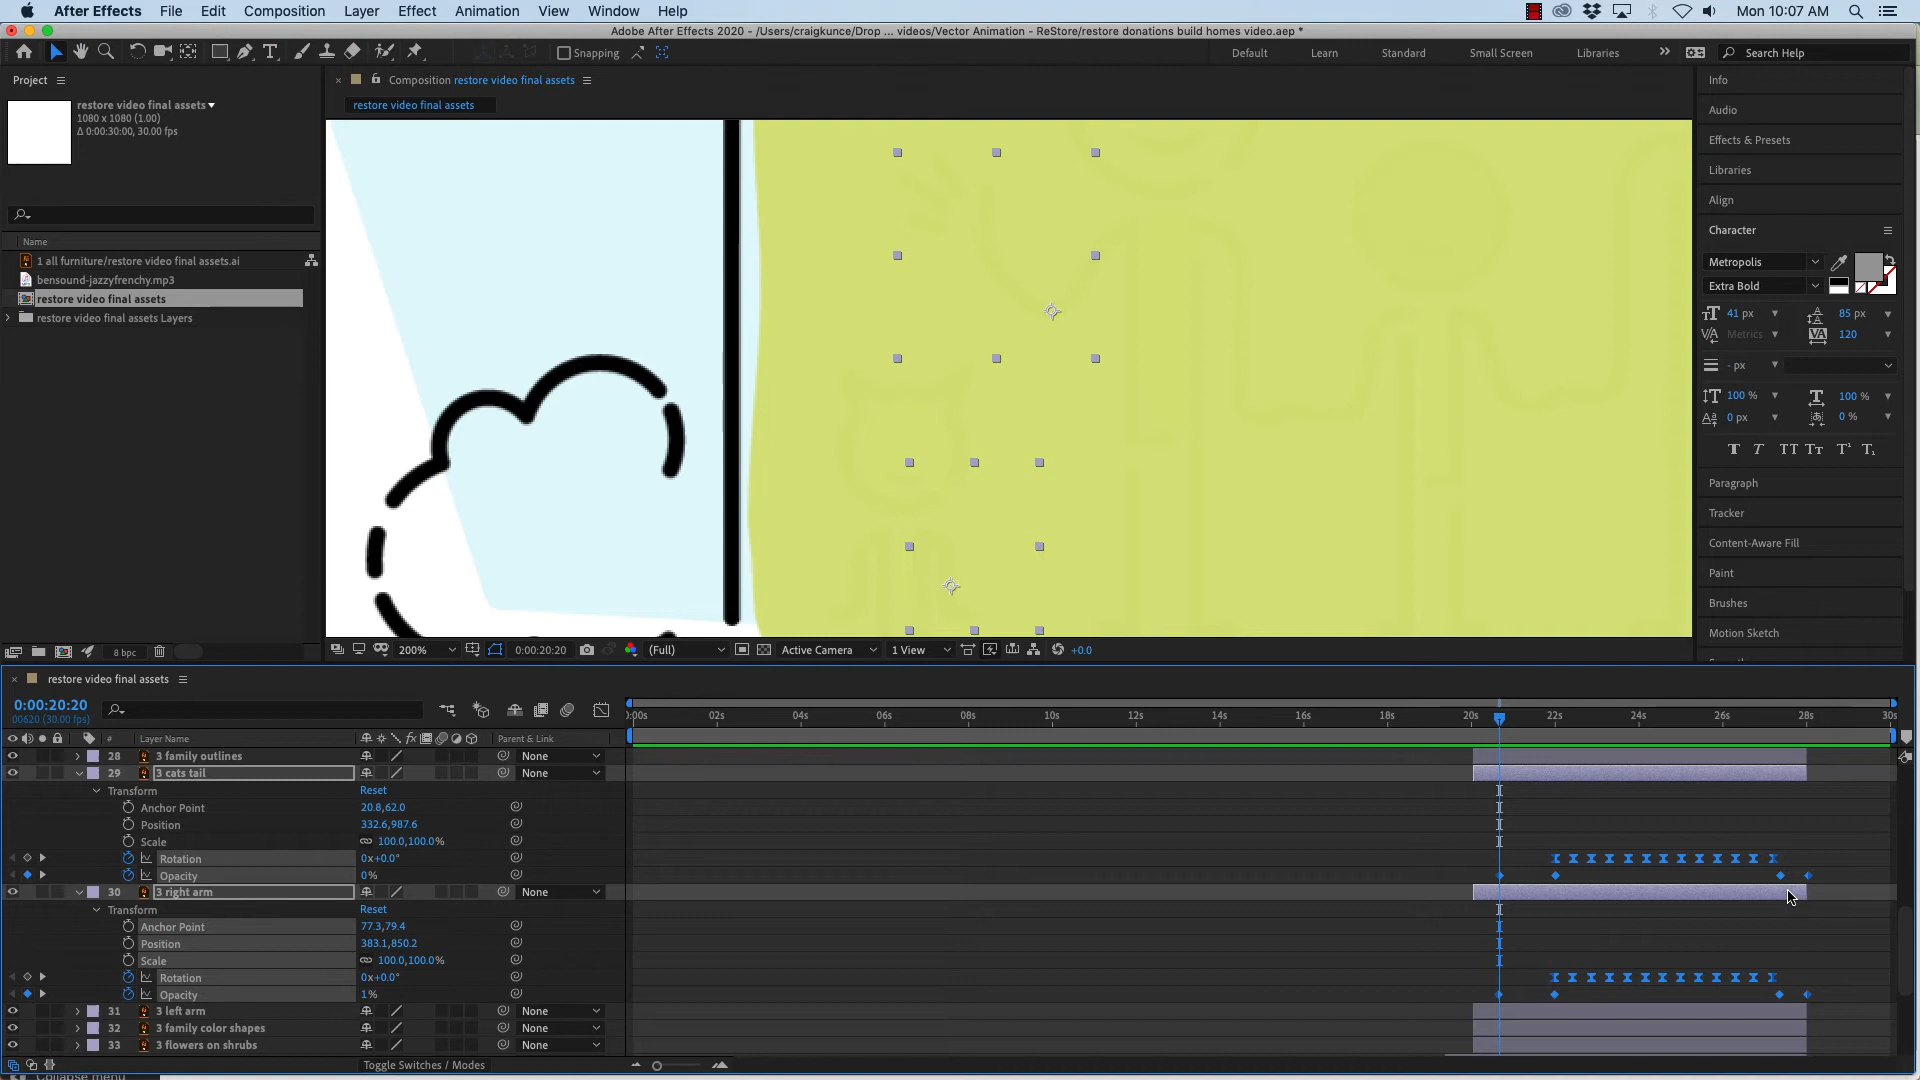 After Effects File Edit Composition Layer Effect Animation View Window Help Mon 10:07 AM
Adobe After Effects 2020 - /Users/craigkunce/Drop ... videos/Vector Animation - ReStore/restore donations build homes video.aep *
Snapping Default Learn Standard Small Screen Libraries Search Help
Project
restore video final assets
1080 x 1080 (1.00)
Δ 0:00:30:00, 30.00 fps
Name
1 all furniture/restore video final assets.ai
bensound-jazzyfrenchy.mp3
restore video final assets
restore video final assets Layers
8 bpc
Composition restore video final assets
restore video final assets
200% 0:00:20:20 (Full) Active Camera 1 View +0.0
Info
Audio
Effects & Presets
Libraries
Align
Character
Metropolis
Extra Bold
41 px 85 px
Metrics 120
- px
100 % 100 %
0 px 0 %
Paragraph
Tracker
Content-Aware Fill
Paint
Brushes
Motion Sketch
restore video final assets
0:00:20:20
00620 (30.00 fps)
# Layer Name Parent & Link
:00s 02s 04s 06s 08s 10s 12s 14s 16s 18s 20s 22s 24s 26s 28s 30s
28 3 family outlines None
29 3 cats tail None
Transform Reset
Anchor Point 20.8,62.0
Position 332.6,987.6
Scale 100.0,100.0%
Rotation 0x+0.0°
Opacity 0%
30 3 right arm None
Transform Reset
Anchor Point 77.3,79.4
Position 383.1,850.2
Scale 100.0,100.0%
Rotation 0x+0.0°
Opacity 1%
31 3 left arm None
32 3 family color shapes None
33 3 flowers on shrubs None
Toggle Switches / Modes
Collapse menu